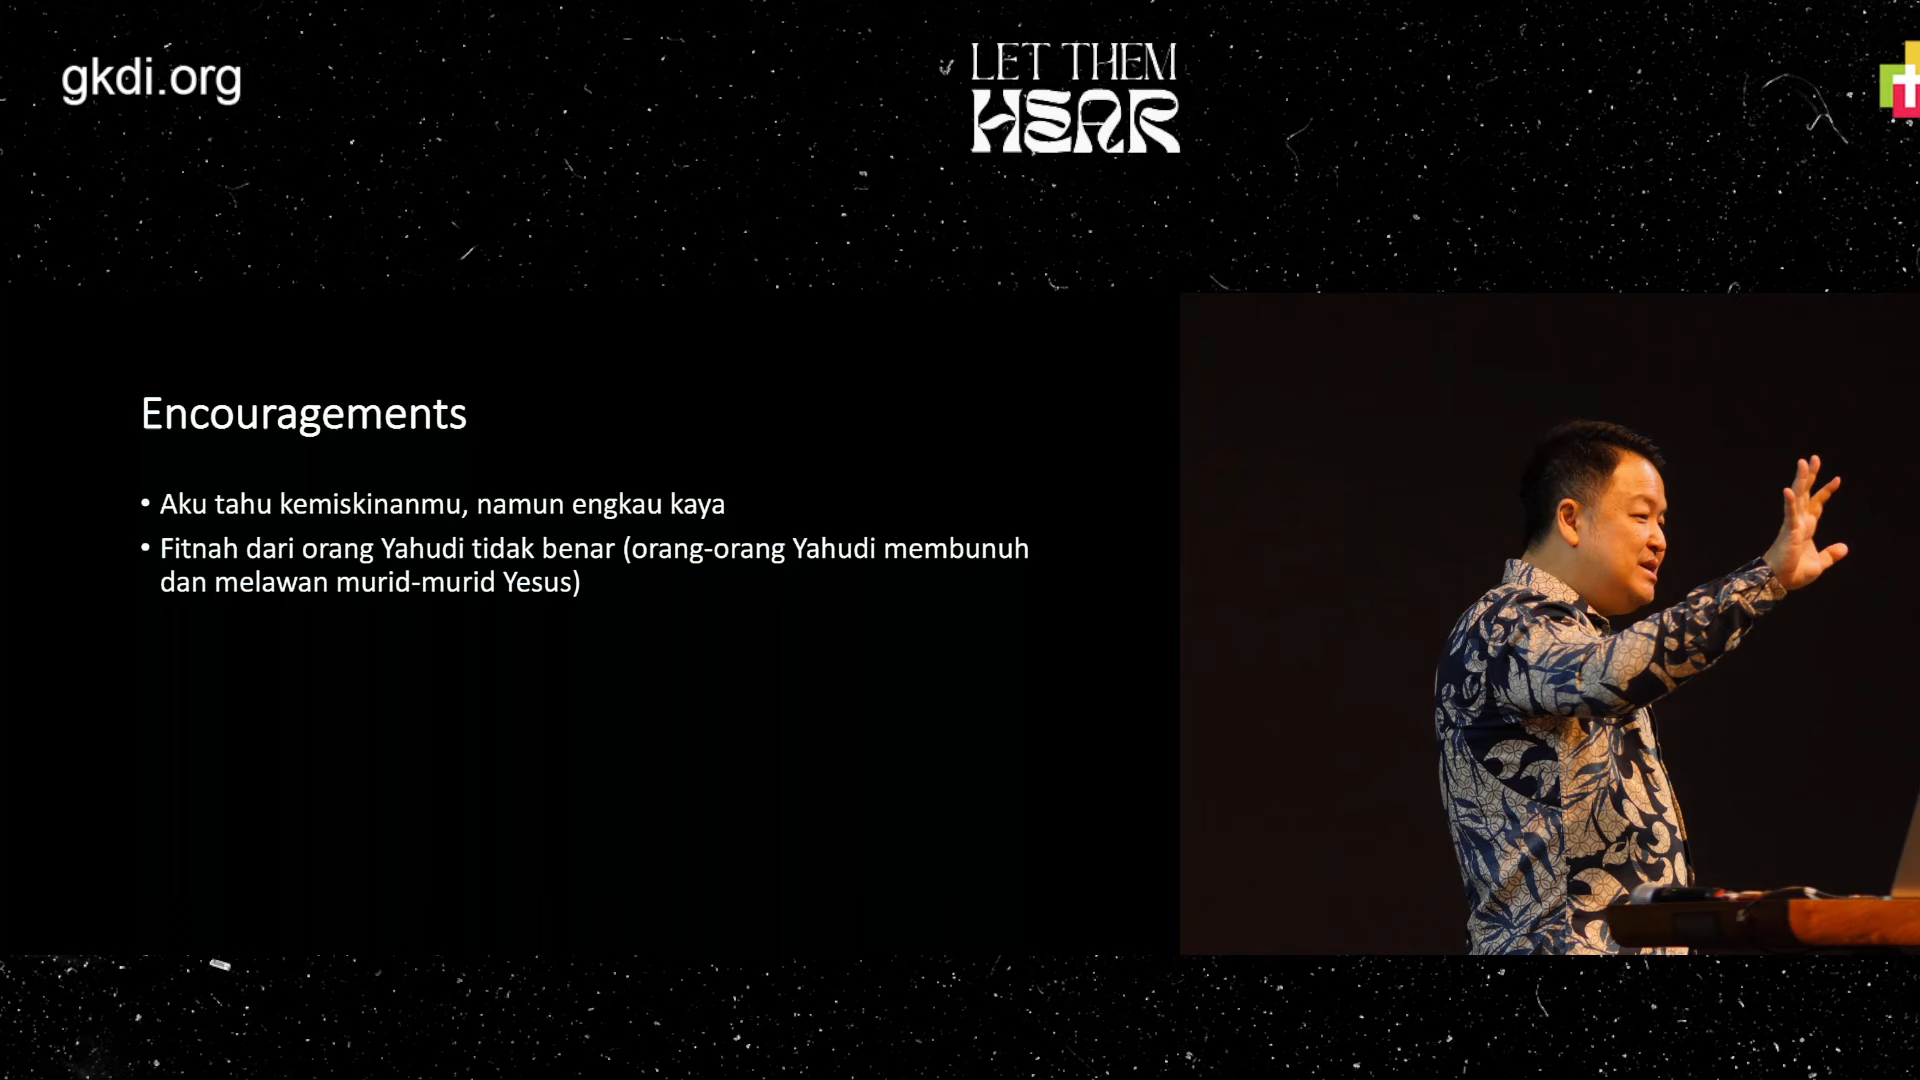 gkdi.org
LET THEM
HEAR
Encouragements
• Aku tahu kemiskinanmu, namun engkau kaya
• Fitnah dari orang Yahudi tidak benar (orang-orang Yahudi membunuh
dan melawan murid-murid Yesus)